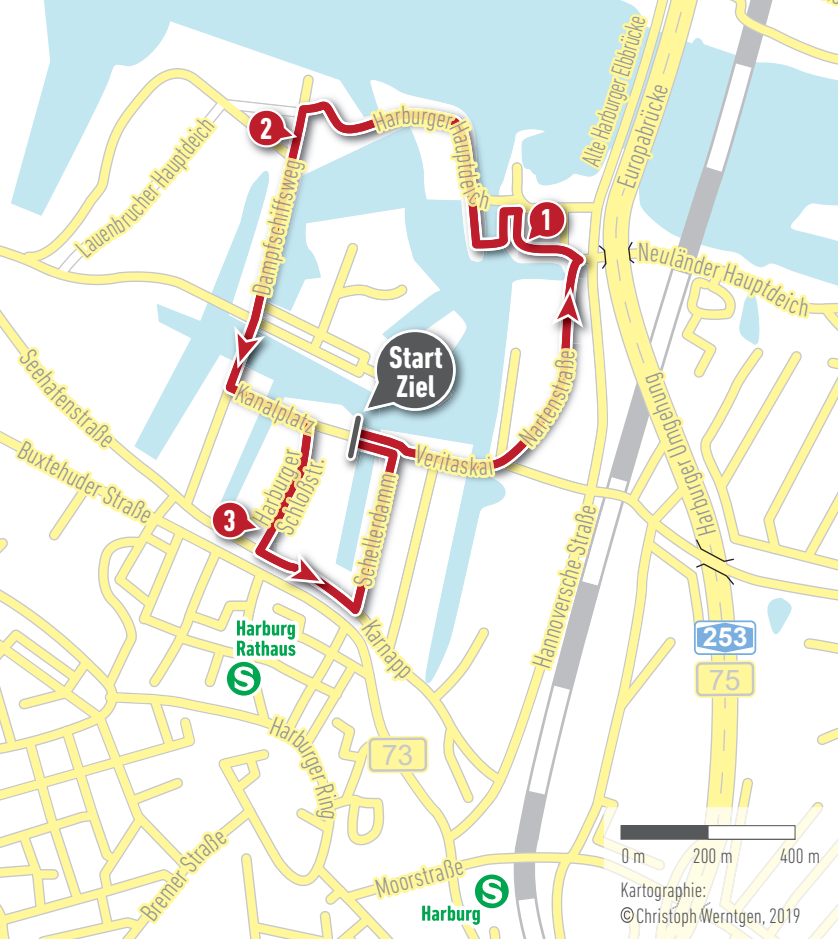 Alte Harburger Elbbrücke
Europabrücke
2
Harburger
Hauptdeich
Lauenbrucher Hauptdeich
Dampfschiffsweg
1
Neuländer Hauptdeich
Start
Ziel
Seehafenstraße
Kanalplatz
Nartenstraße
Harburger Umgehung
Buxtehuder Straße
Harburger
Schloßstr.
Veritaskai
Schellerdamm
3
Hannoversche Straße
Harburg
Rathaus
S
Karnapp
253
75
Harburger Ring
73
Bremer Straße
Moorstraße
0 m 200 m 400 m
S
Harburg
Kartographie:
© Christoph Werntgen, 2019